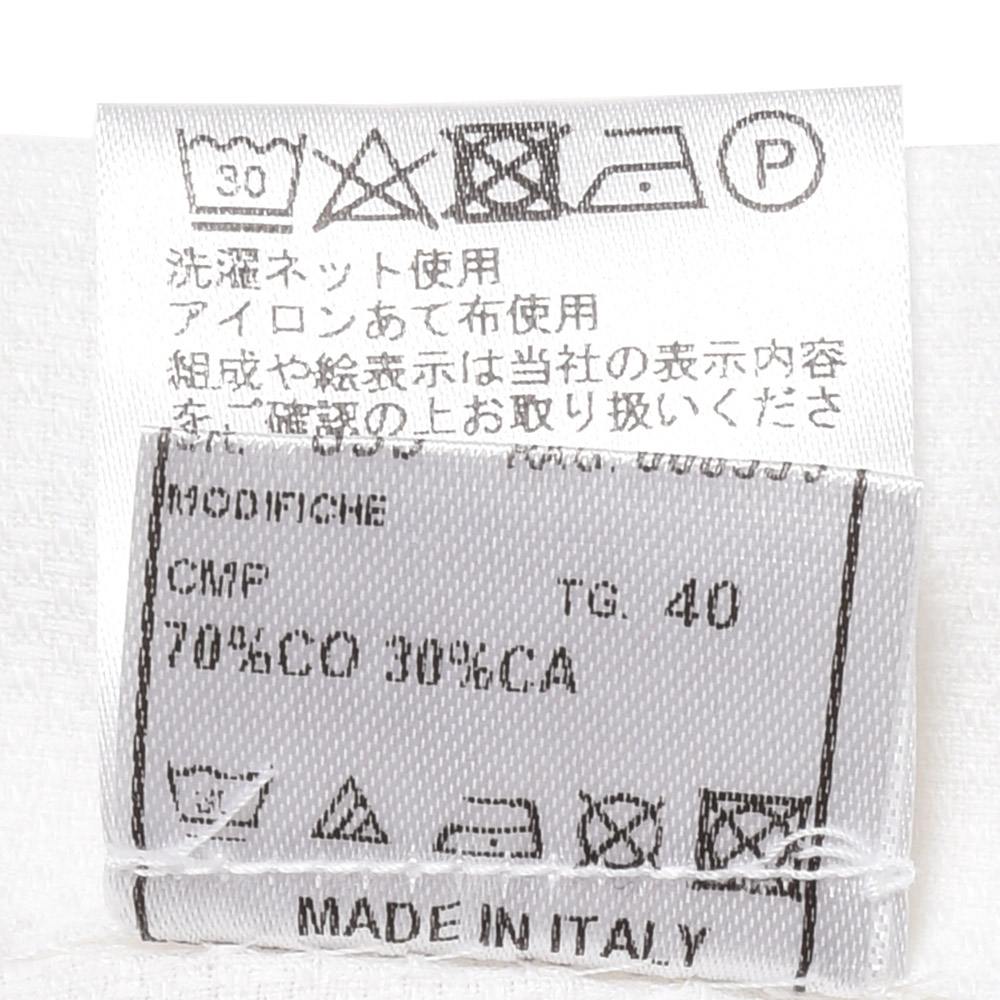 30 P
洗濯ネット使用
アイロンあて布使用
組成や絵表示は当社の表示内容
をご確認の上お取り扱いくださ
MODIFICHE
CMP TG. 40
70%CO 30%CA
MADE IN ITALY